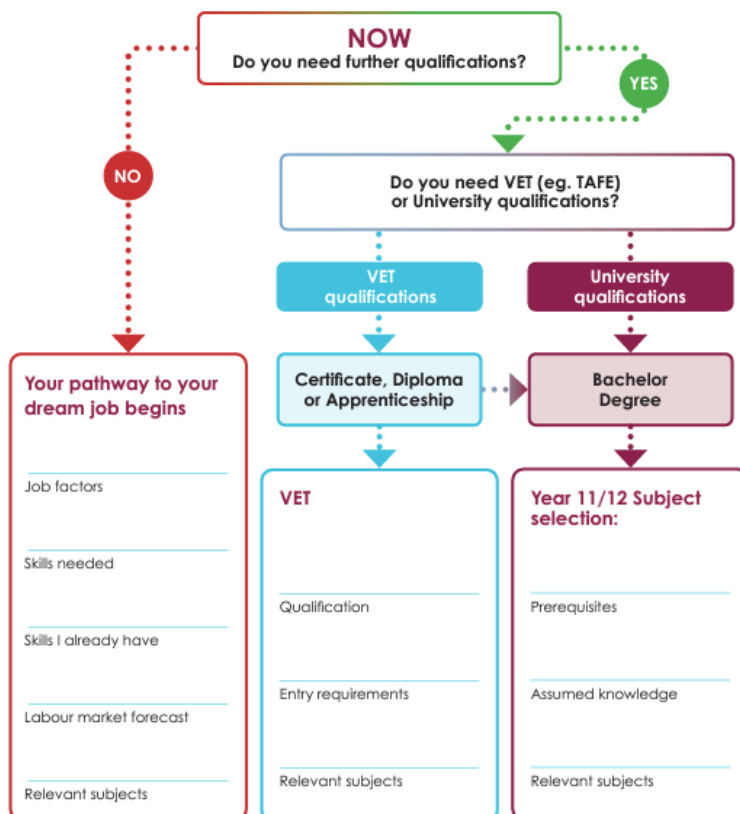 NOW
Do you need further qualifications?
YES
NO
Do you need VET (eg. TAFE)
or University qualifications?
VET
qualifications
University
qualifications
Certificate, Diploma
or Apprenticeship
Bachelor
Degree
Your pathway to your
dream job begins
Job factors
Skills needed
Skills I already have
Labour market forecast
Relevant subjects
VET
Qualification
Entry requirements
Relevant subjects
Year 11/12 Subject
selection:
Prerequisites
Assumed knowledge
Relevant subjects